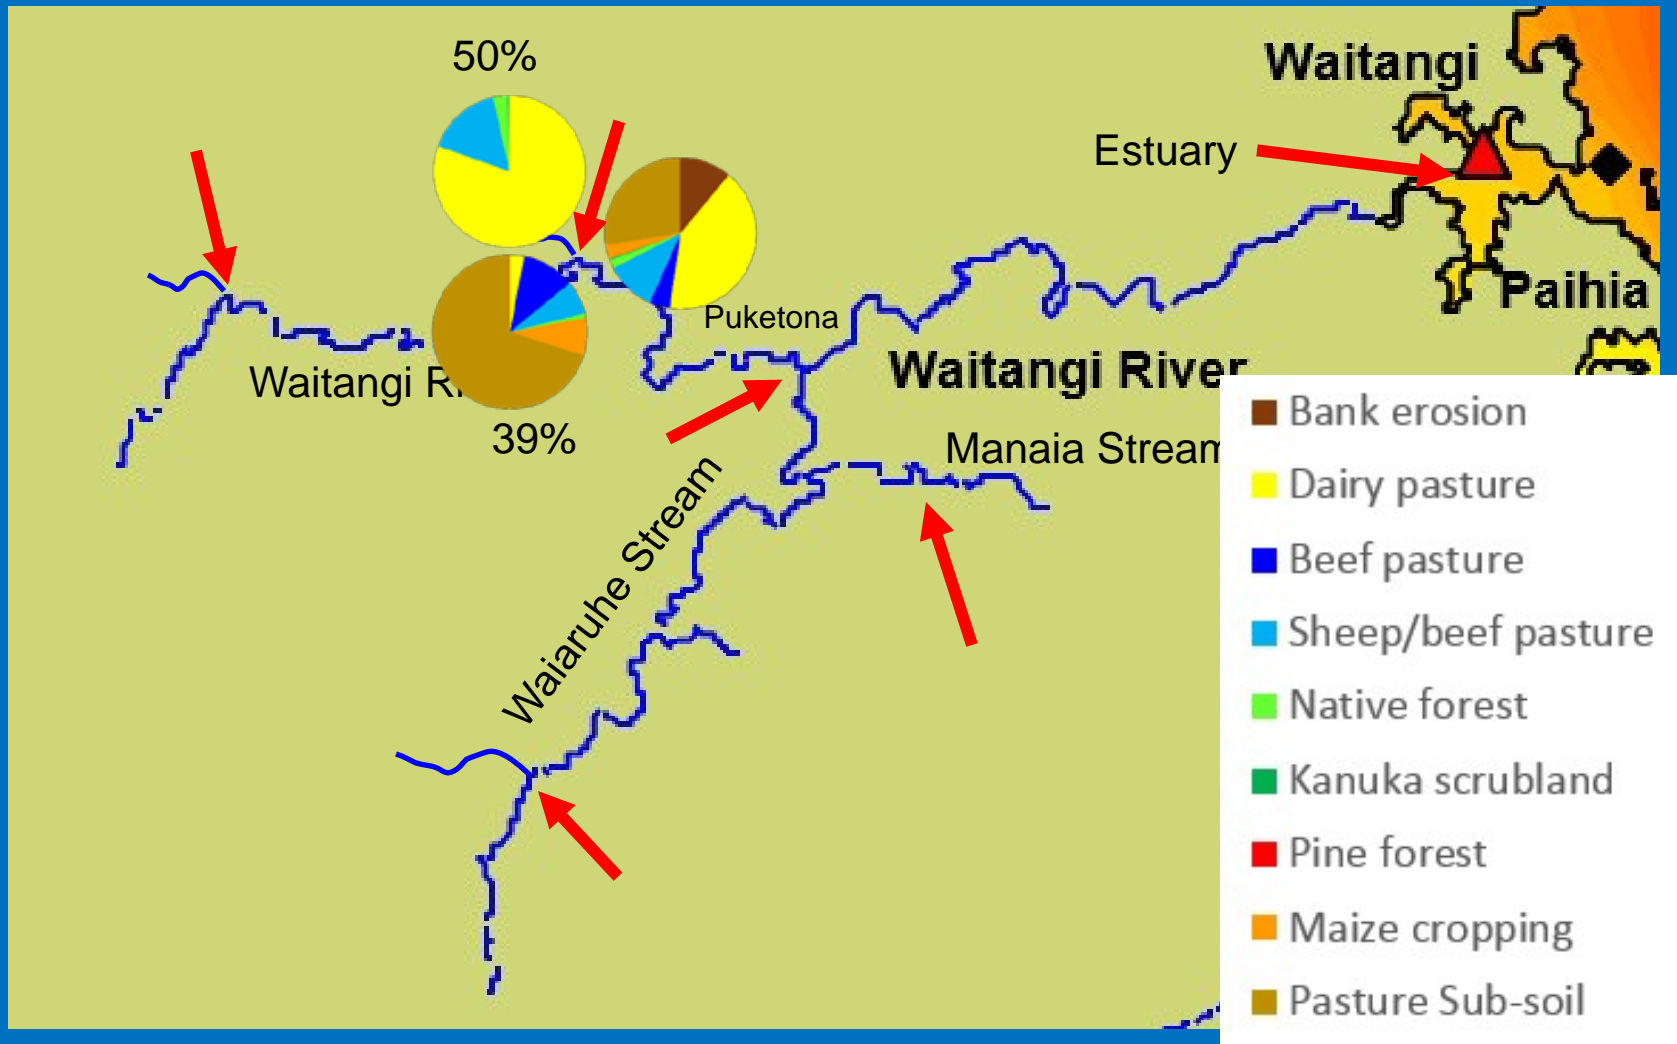 50%
Waitangi
Estuary
Paihia
Puketona
Waitangi River
Waitangi R
39%
Manaia Stream
Waiaruhe Stream
Bank erosion
Dairy pasture
Beef pasture
Sheep/beef pasture
Native forest
Kanuka scrubland
Pine forest
Maize cropping
Pasture Sub-soil